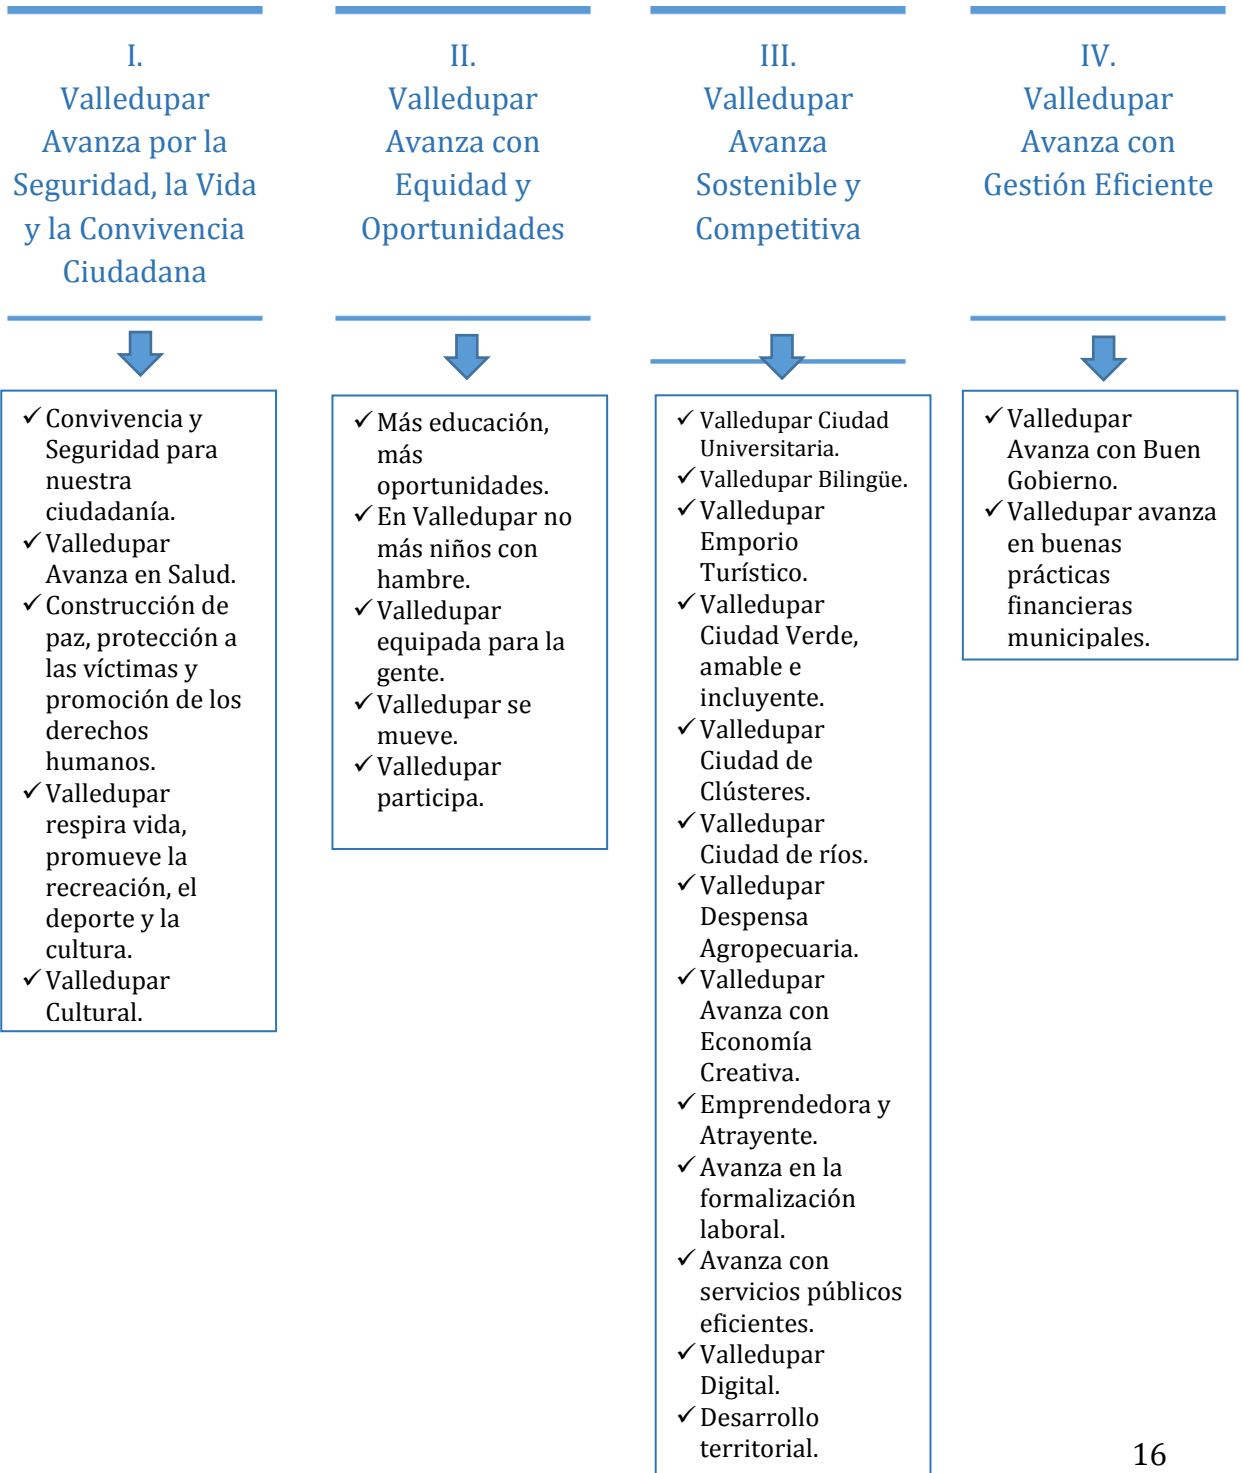 I.
Valledupar
Avanza por la
Seguridad, la Vida
y la Convivencia
Ciudadana
✓ Convivencia y
Seguridad para
nuestra
ciudadanía.
✓ Valledupar
Avanza en Salud.
✓ Construcción de
paz, protección a
las víctimas y
promoción de los
derechos
humanos.
✓ Valledupar
respira vida,
promueve la
recreación, el
deporte y la
cultura.
✓ Valledupar
Cultural.
II.
Valledupar
Avanza con
Equidad y
Oportunidades
✓ Más educación,
más
oportunidades.
✓ En Valledupar no
más niños con
hambre.
✓ Valledupar
equipada para la
gente.
✓ Valledupar se
mueve.
✓ Valledupar
participa.
III.
Valledupar
Avanza
Sostenible y
Competitiva
✓ Valledupar Ciudad
Universitaria.
✓ Valledupar Bilingüe.
✓ Valledupar
Emporio
Turístico.
✓ Valledupar
Ciudad Verde,
amable e
incluyente.
✓ Valledupar
Ciudad de
Clústeres.
✓ Valledupar
Ciudad de ríos.
✓ Valledupar
Despensa
Agropecuaria.
✓ Valledupar
Avanza con
Economía
Creativa.
✓ Emprendedora y
Atrayente.
✓ Avanza en la
formalización
laboral.
✓ Avanza con
servicios públicos
eficientes.
✓ Valledupar
Digital.
✓ Desarrollo
territorial.
IV.
Valledupar
Avanza con
Gestión Eficiente
✓ Valledupar
Avanza con Buen
Gobierno.
✓ Valledupar avanza
en buenas
prácticas
financieras
municipales.
16